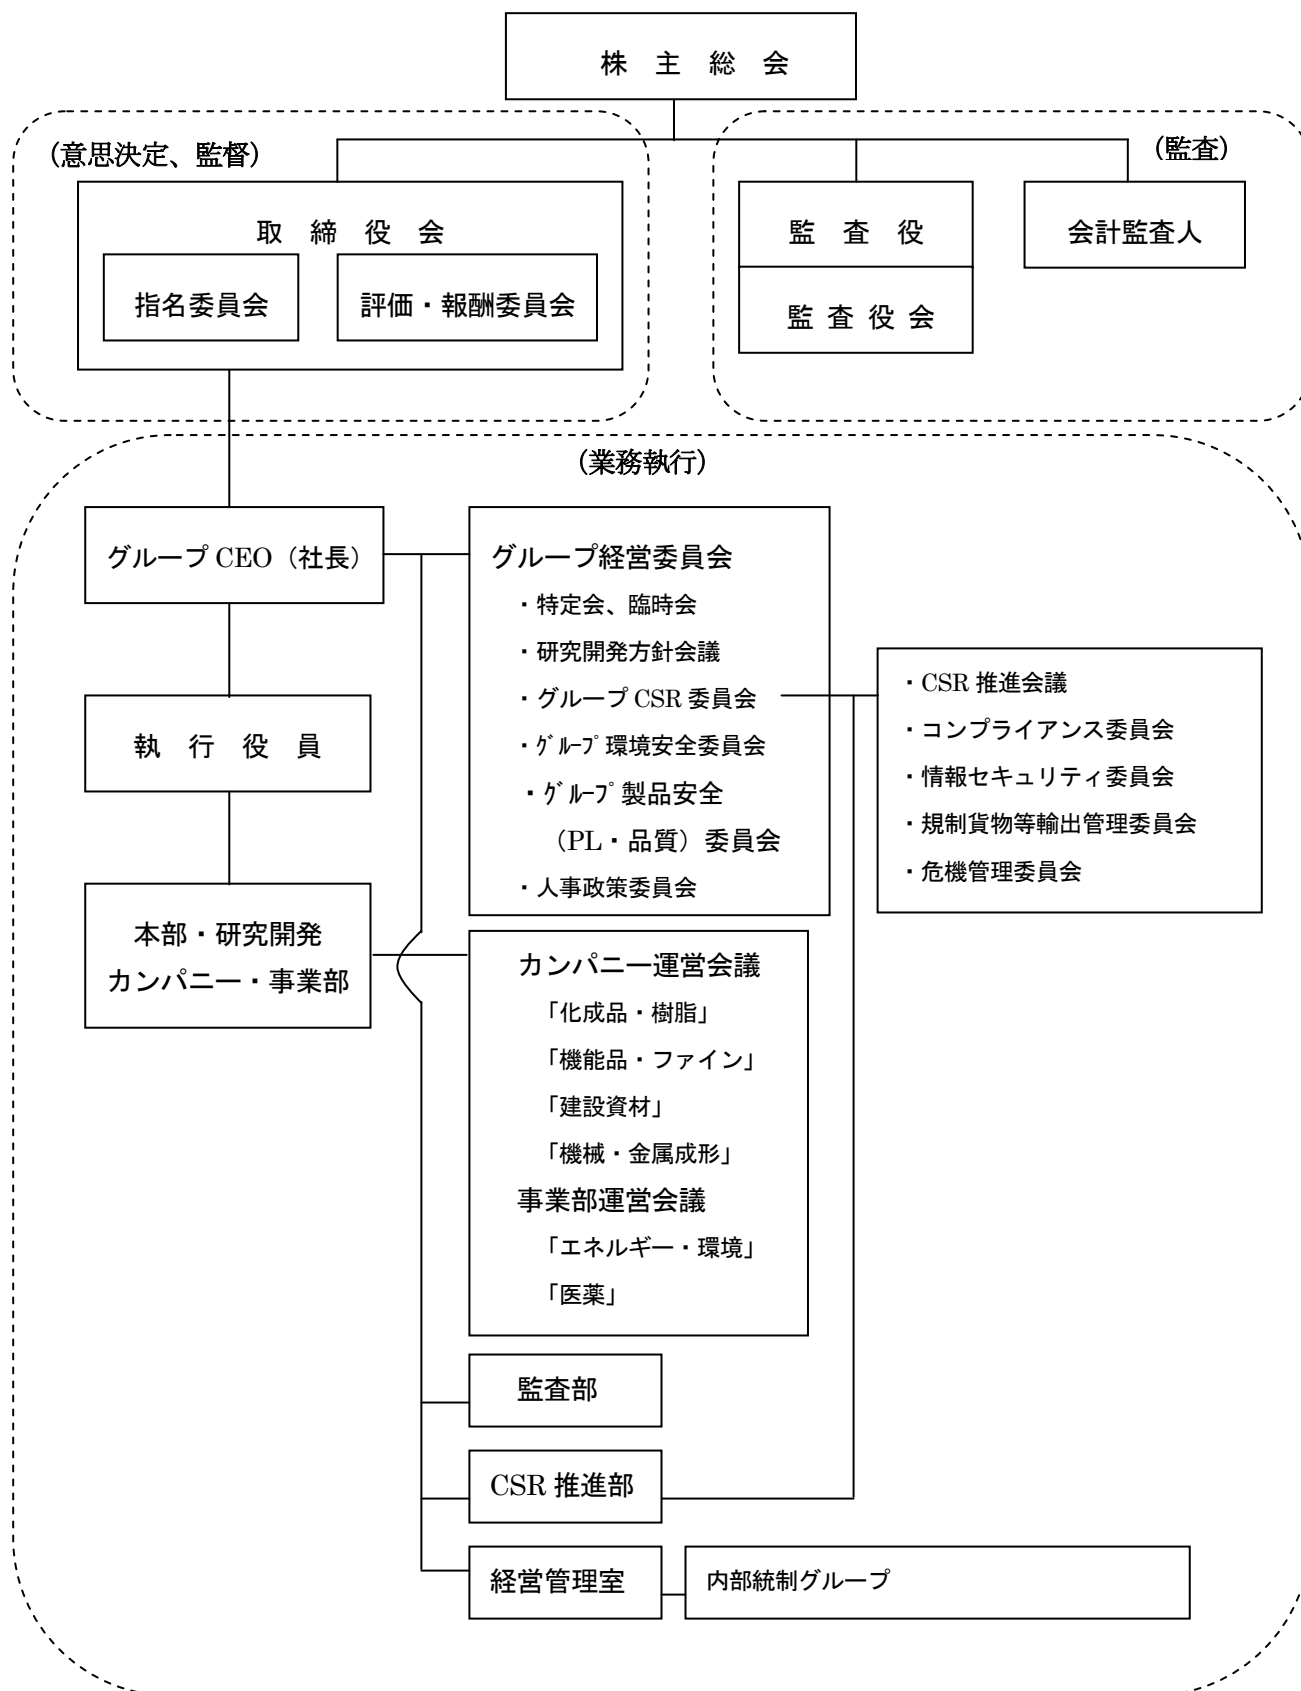 株主総会
(意思決定、監督)
(監査)
取締役会
指名委員会
評価・報酬委員会
監査役
監査役会
会計監査人
(業務執行)
グループ CEO（社長）
執行役員
本部・研究開発
カンパニー・事業部
グループ経営委員会
・特定会、臨時会
・研究開発方針会議
・グループ CSR 委員会
・ｸﾞﾙｰﾌﾟ環境安全委員会
・ｸﾞﾙｰﾌﾟ製品安全
（PL・品質）委員会
・人事政策委員会
・CSR 推進会議
・コンプライアンス委員会
・情報セキュリティ委員会
・規制貨物等輸出管理委員会
・危機管理委員会
カンパニー運営会議
「化成品・樹脂」
「機能品・ファイン」
「建設資材」
「機械・金属成形」
事業部運営会議
「エネルギー・環境」
「医薬」
監査部
CSR 推進部
経営管理室
内部統制グループ